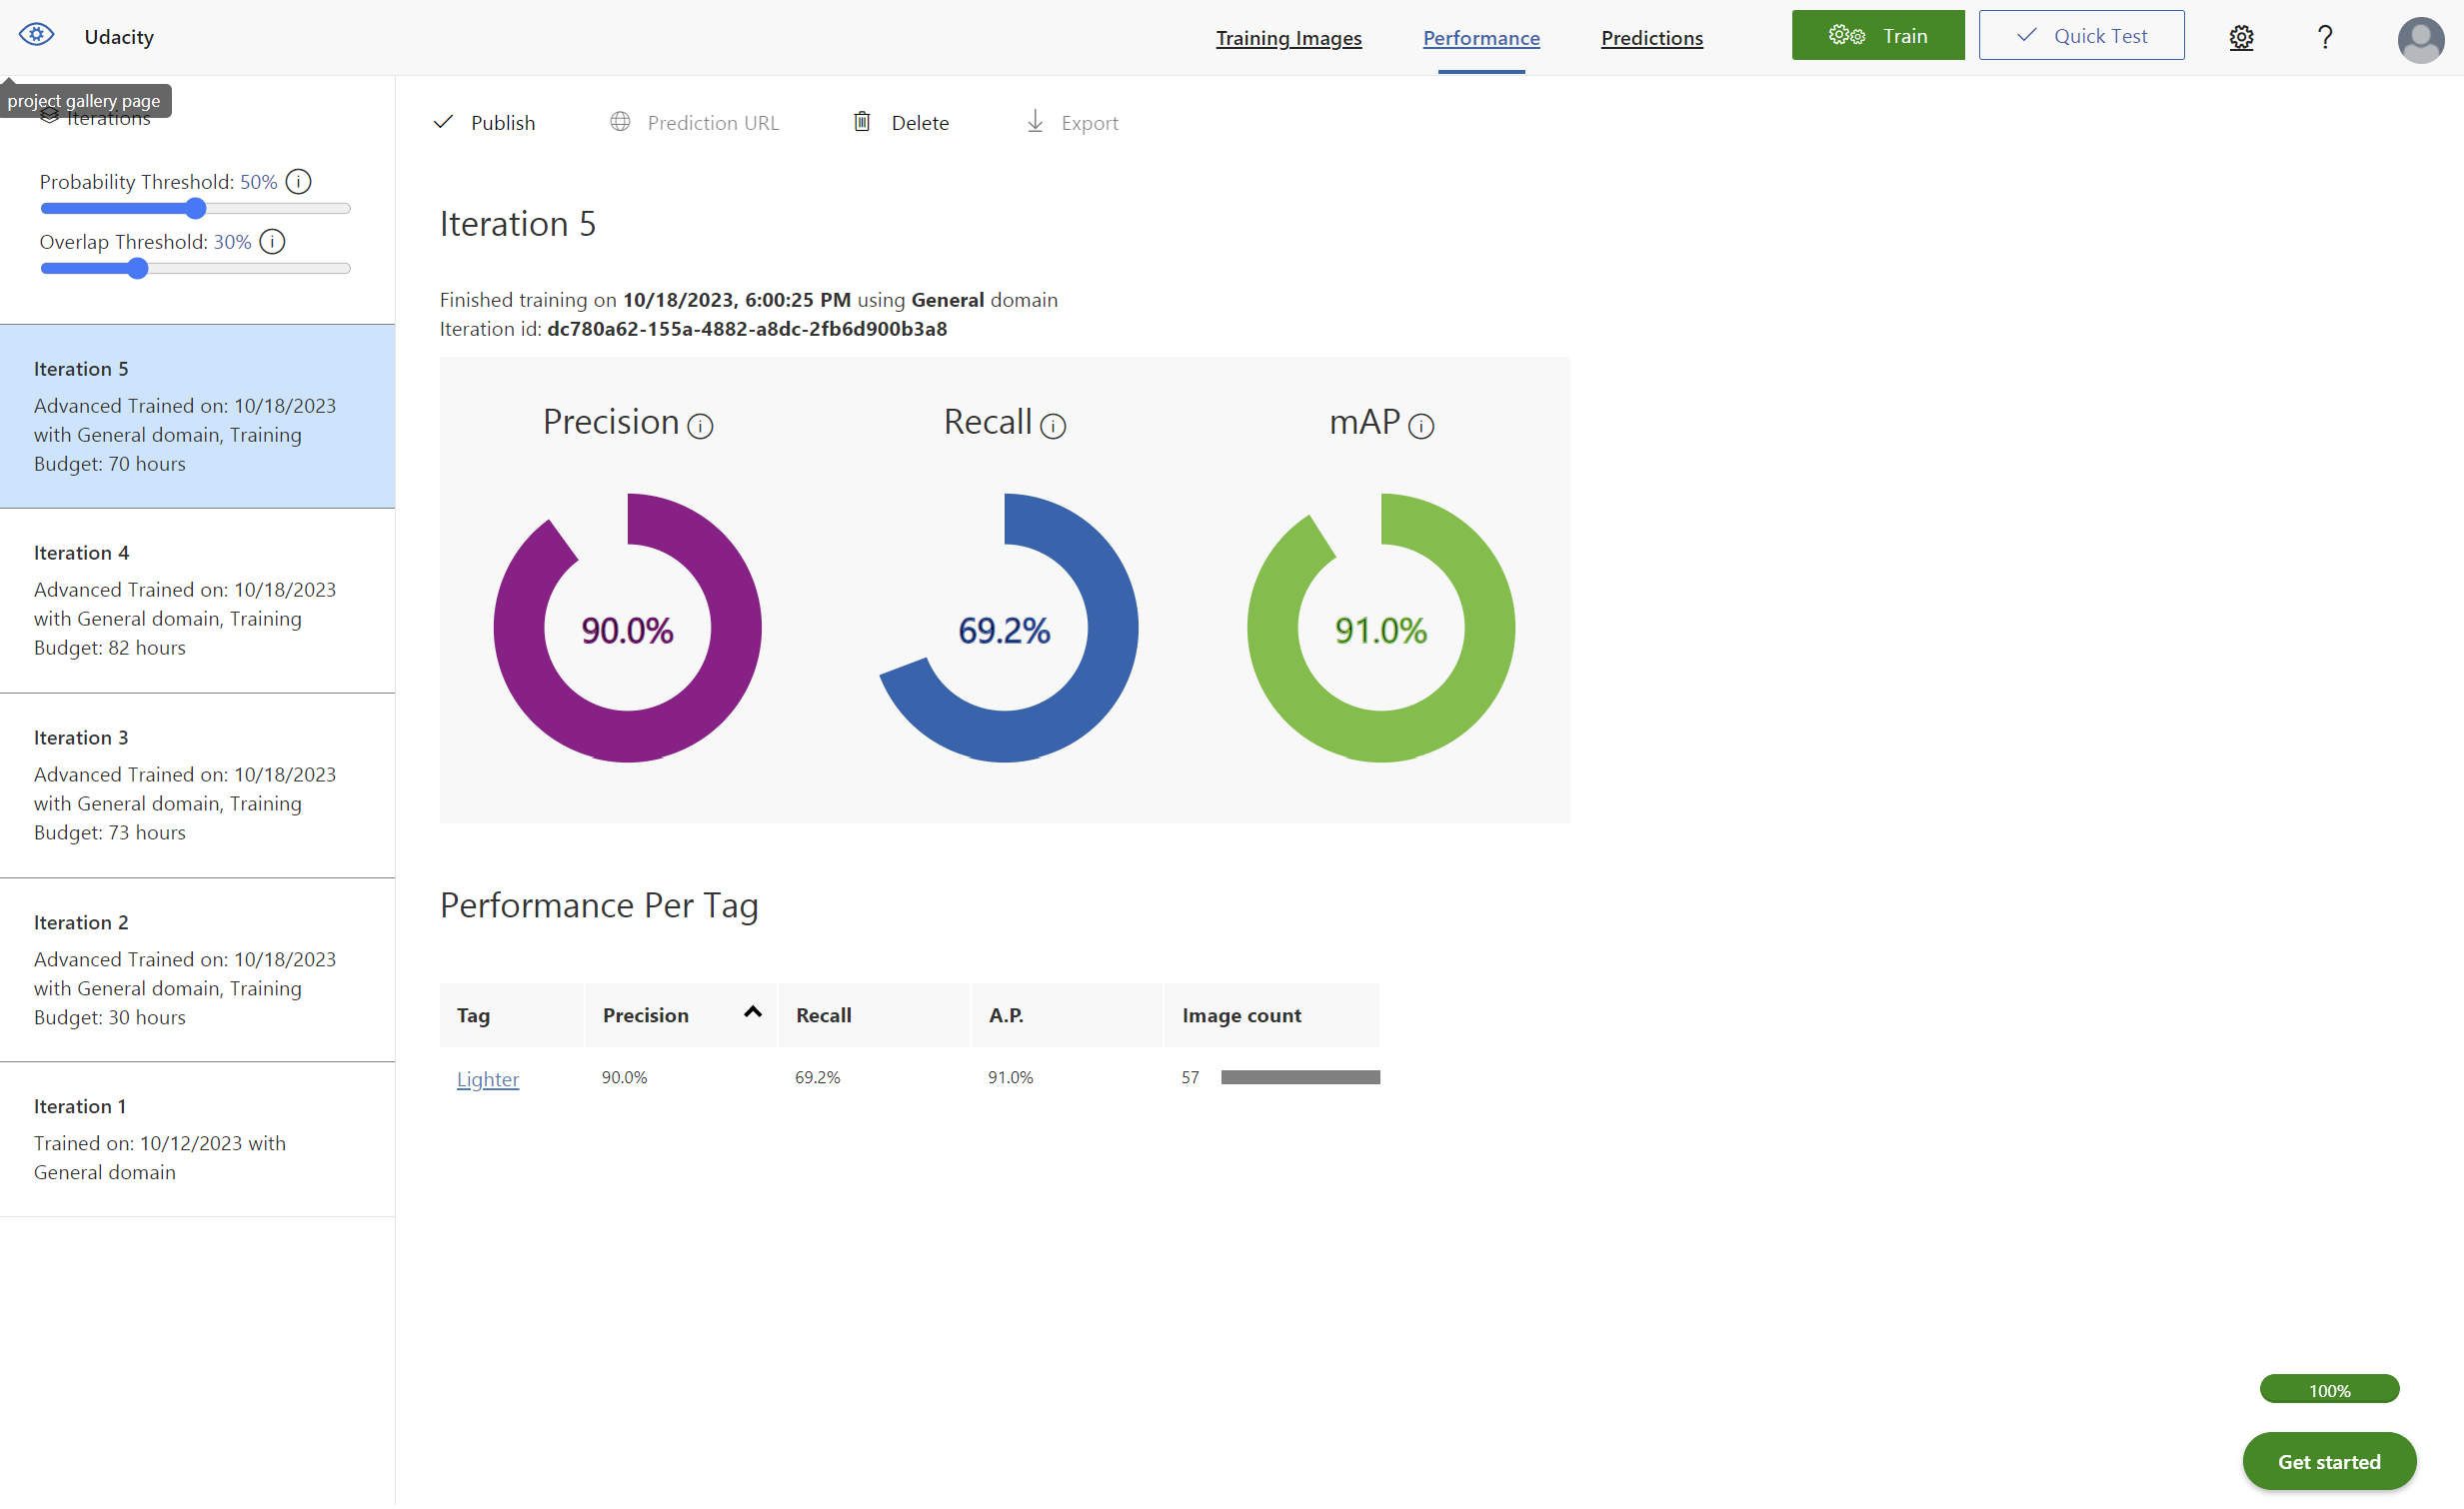 Udacity
Training Images
Performance
Predictions
Train
Quick Test
?
project gallery page
Iterations
Probability Threshold: 50%
Overlap Threshold: 30%
Iteration 5
Advanced Trained on: 10/18/2023
with General domain, Training
Budget: 70 hours
Iteration 4
Advanced Trained on: 10/18/2023
with General domain, Training
Budget: 82 hours
Iteration 3
Advanced Trained on: 10/18/2023
with General domain, Training
Budget: 73 hours
Iteration 2
Advanced Trained on: 10/18/2023
with General domain, Training
Budget: 30 hours
Iteration 1
Trained on: 10/12/2023 with
General domain
Publish
Prediction URL
Delete
Export
Iteration 5
Finished training on 10/18/2023, 6:00:25 PM using General domain
Iteration id: dc780a62-155a-4882-a8dc-2fb6d900b3a8
Precision
Recall
mAP
90.0%
69.2%
91.0%
Performance Per Tag
Tag Precision Recall A.P. Image count
Lighter 90.0% 69.2% 91.0% 57
100%
Get started